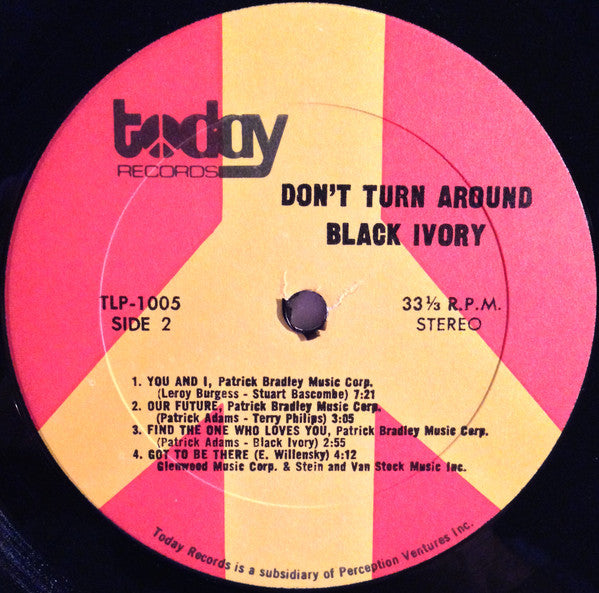 today
RECORDS
DON'T TURN AROUND
BLACK IVORY
TLP-1005
SIDE 2
33⅓ R.P.M.
STEREO
1. YOU AND I, Patrick Bradley Music Corp.
(Leroy Burgess - Stuart Bascombe) 7:21
2. OUR FUTURE, Patrick Bradley Music Corp.
(Patrick Adams - Terry Philips) 3:05
3. FIND THE ONE WHO LOVES YOU, Patrick Bradley Music Corp.
(Patrick Adams - Black Ivory) 2:55
4. GOT TO BE THERE (E. Willensky) 4:12
Glenwood Music Corp. & Stein and Van Stock Music Inc.
Today Records is a subsidiary of Perception Ventures Inc.